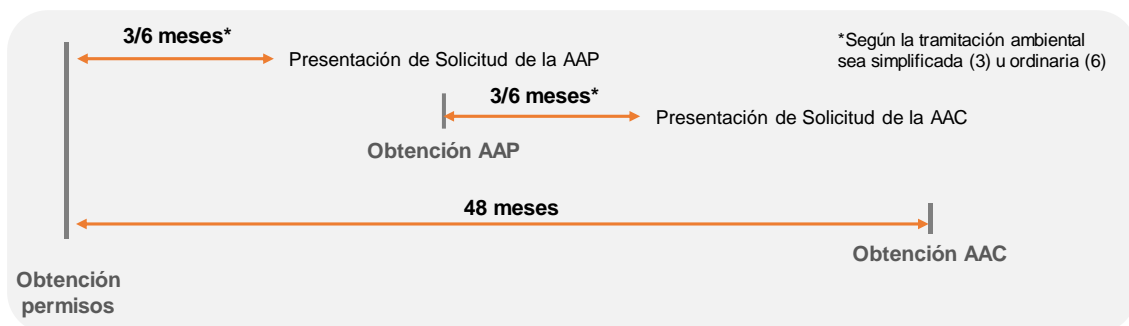 3/6 meses*
Presentación de Solicitud de la AAP
*Según la tramitación ambiental
sea simplificada (3) u ordinaria (6)
3/6 meses*
Presentación de Solicitud de la AAC
Obtención AAP
48 meses
Obtención AAC
Obtención
permisos